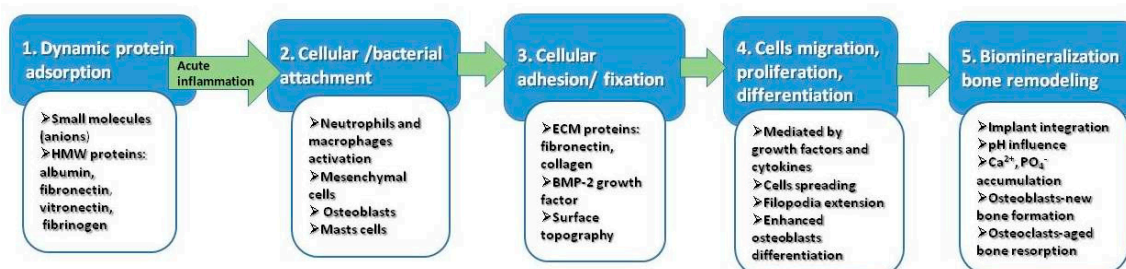 1. Dynamic protein
adsorption
➢Small molecules
(anions)
➢HMW proteins:
albumin,
fibronectin,
vitronectin,
fibrinogen
Acute
inflammation
2. Cellular /bacterial
attachment
➢Neutrophils and
macrophages
activation
➢Mesenchymal
cells
➢ Osteoblasts
➢Masts cells
3. Cellular
adhesion/ fixation
➢ECM proteins:
fibronectin,
collagen
➢BMP-2 growth
factor
➢Surface
topography
4. Cells migration,
proliferation,
differentiation
➢Mediated by
growth factors and
cytokines
➢Cells spreading
➢Filopodia extension
➢Enhanced
osteoblasts
differentiation
5. Biomineralization
bone remodeling
➢Implant integration
➢pH influence
➢Ca²⁺, PO₄⁻
accumulation
➢Osteoblasts-new
bone formation
➢Osteoclasts-aged
bone resorption